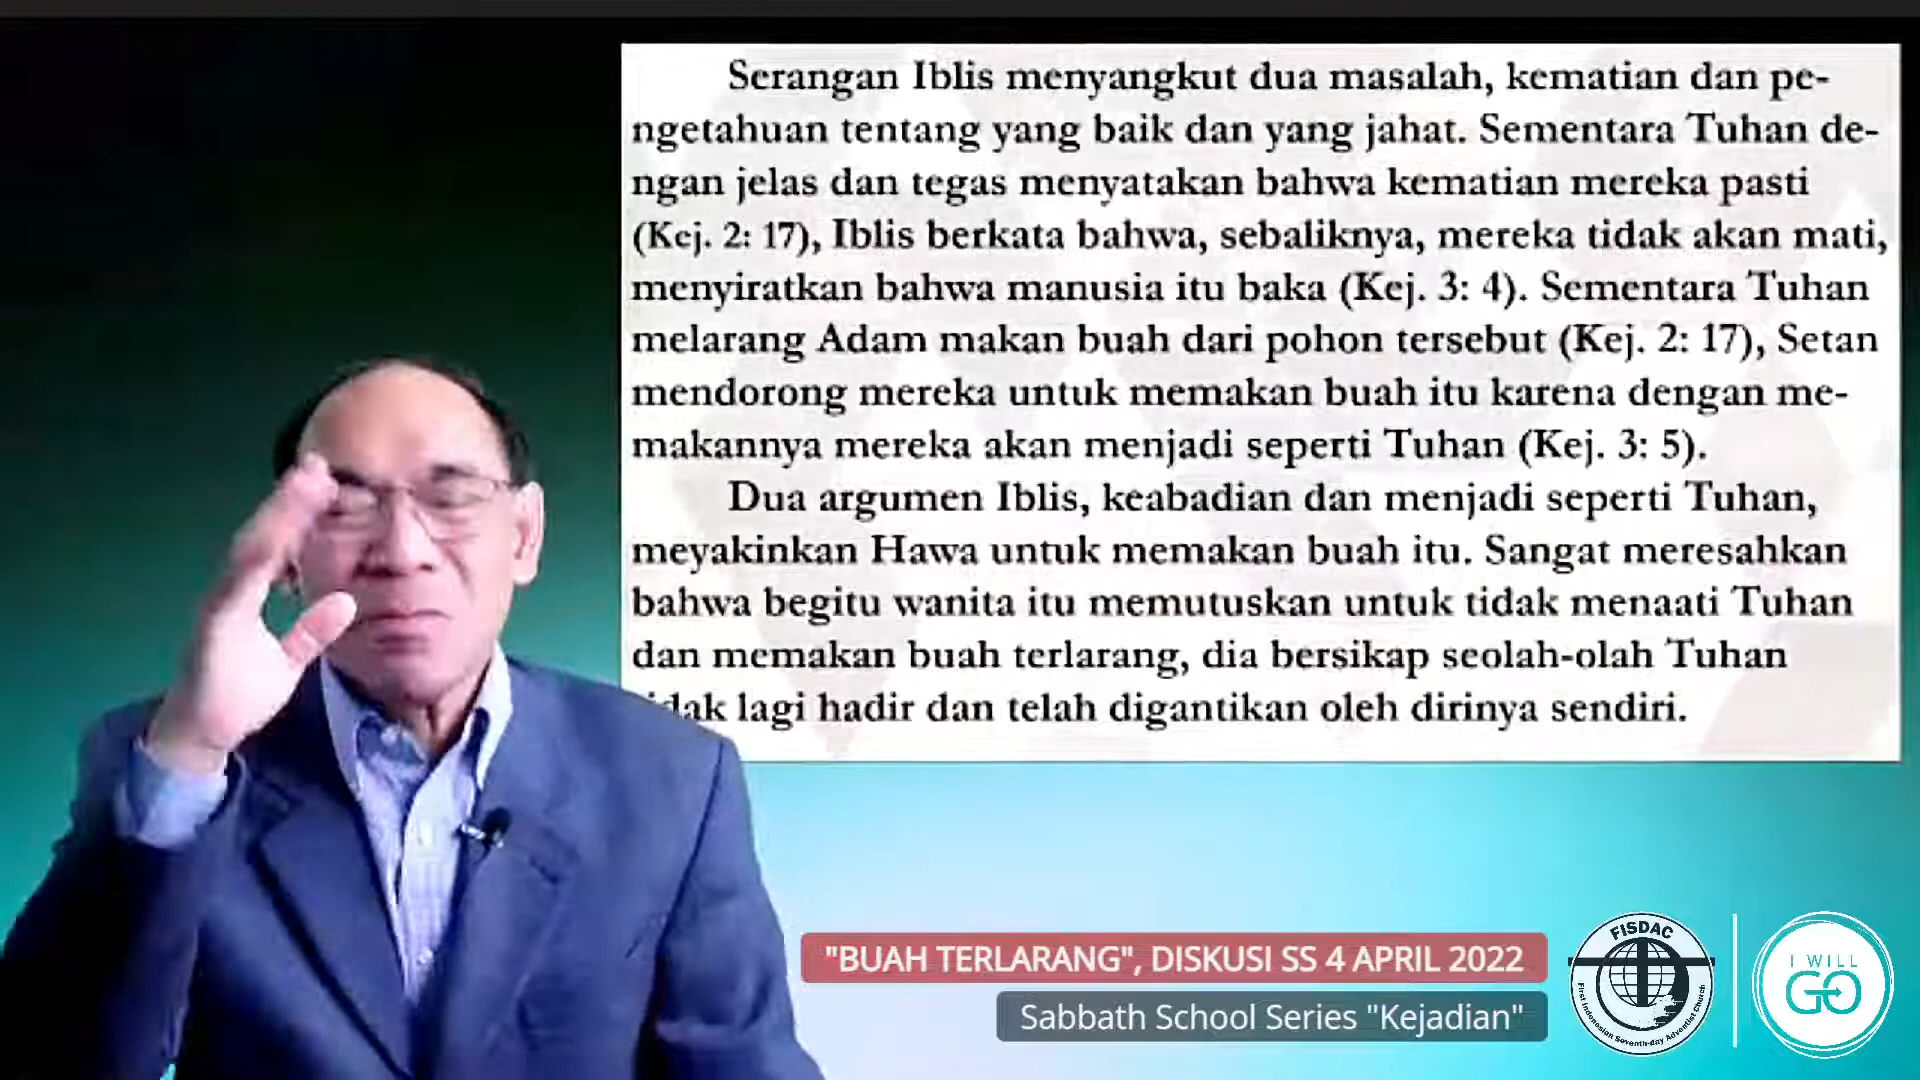 Serangan Iblis menyangkut dua masalah, kematian dan pe-
ngetahuan tentang yang baik dan yang jahat. Sementara Tuhan de-
ngan jelas dan tegas menyatakan bahwa kematian mereka pasti
(Kej. 2: 17), Iblis berkata bahwa, sebaliknya, mereka tidak akan mati,
menyiratkan bahwa manusia itu baka (Kej. 3: 4). Sementara Tuhan
melarang Adam makan buah dari pohon tersebut (Kej. 2: 17), Setan
mendorong mereka untuk memakan buah itu karena dengan me-
makannya mereka akan menjadi seperti Tuhan (Kej. 3: 5).
Dua argumen Iblis, keabadian dan menjadi seperti Tuhan,
meyakinkan Hawa untuk memakan buah itu. Sangat meresahkan
bahwa begitu wanita itu memutuskan untuk tidak menaati Tuhan
dan memakan buah terlarang, dia bersikap seolah-olah Tuhan
lagi hadir dan telah digantikan oleh dirinya sendiri.
"BUAH TERLARANG", DISKUSI SS 4 APRIL 2022
Sabbath School Series "Kejadian"
FISDAC
First Indonesian Seventh-day Adventist Church
I WILL
GO